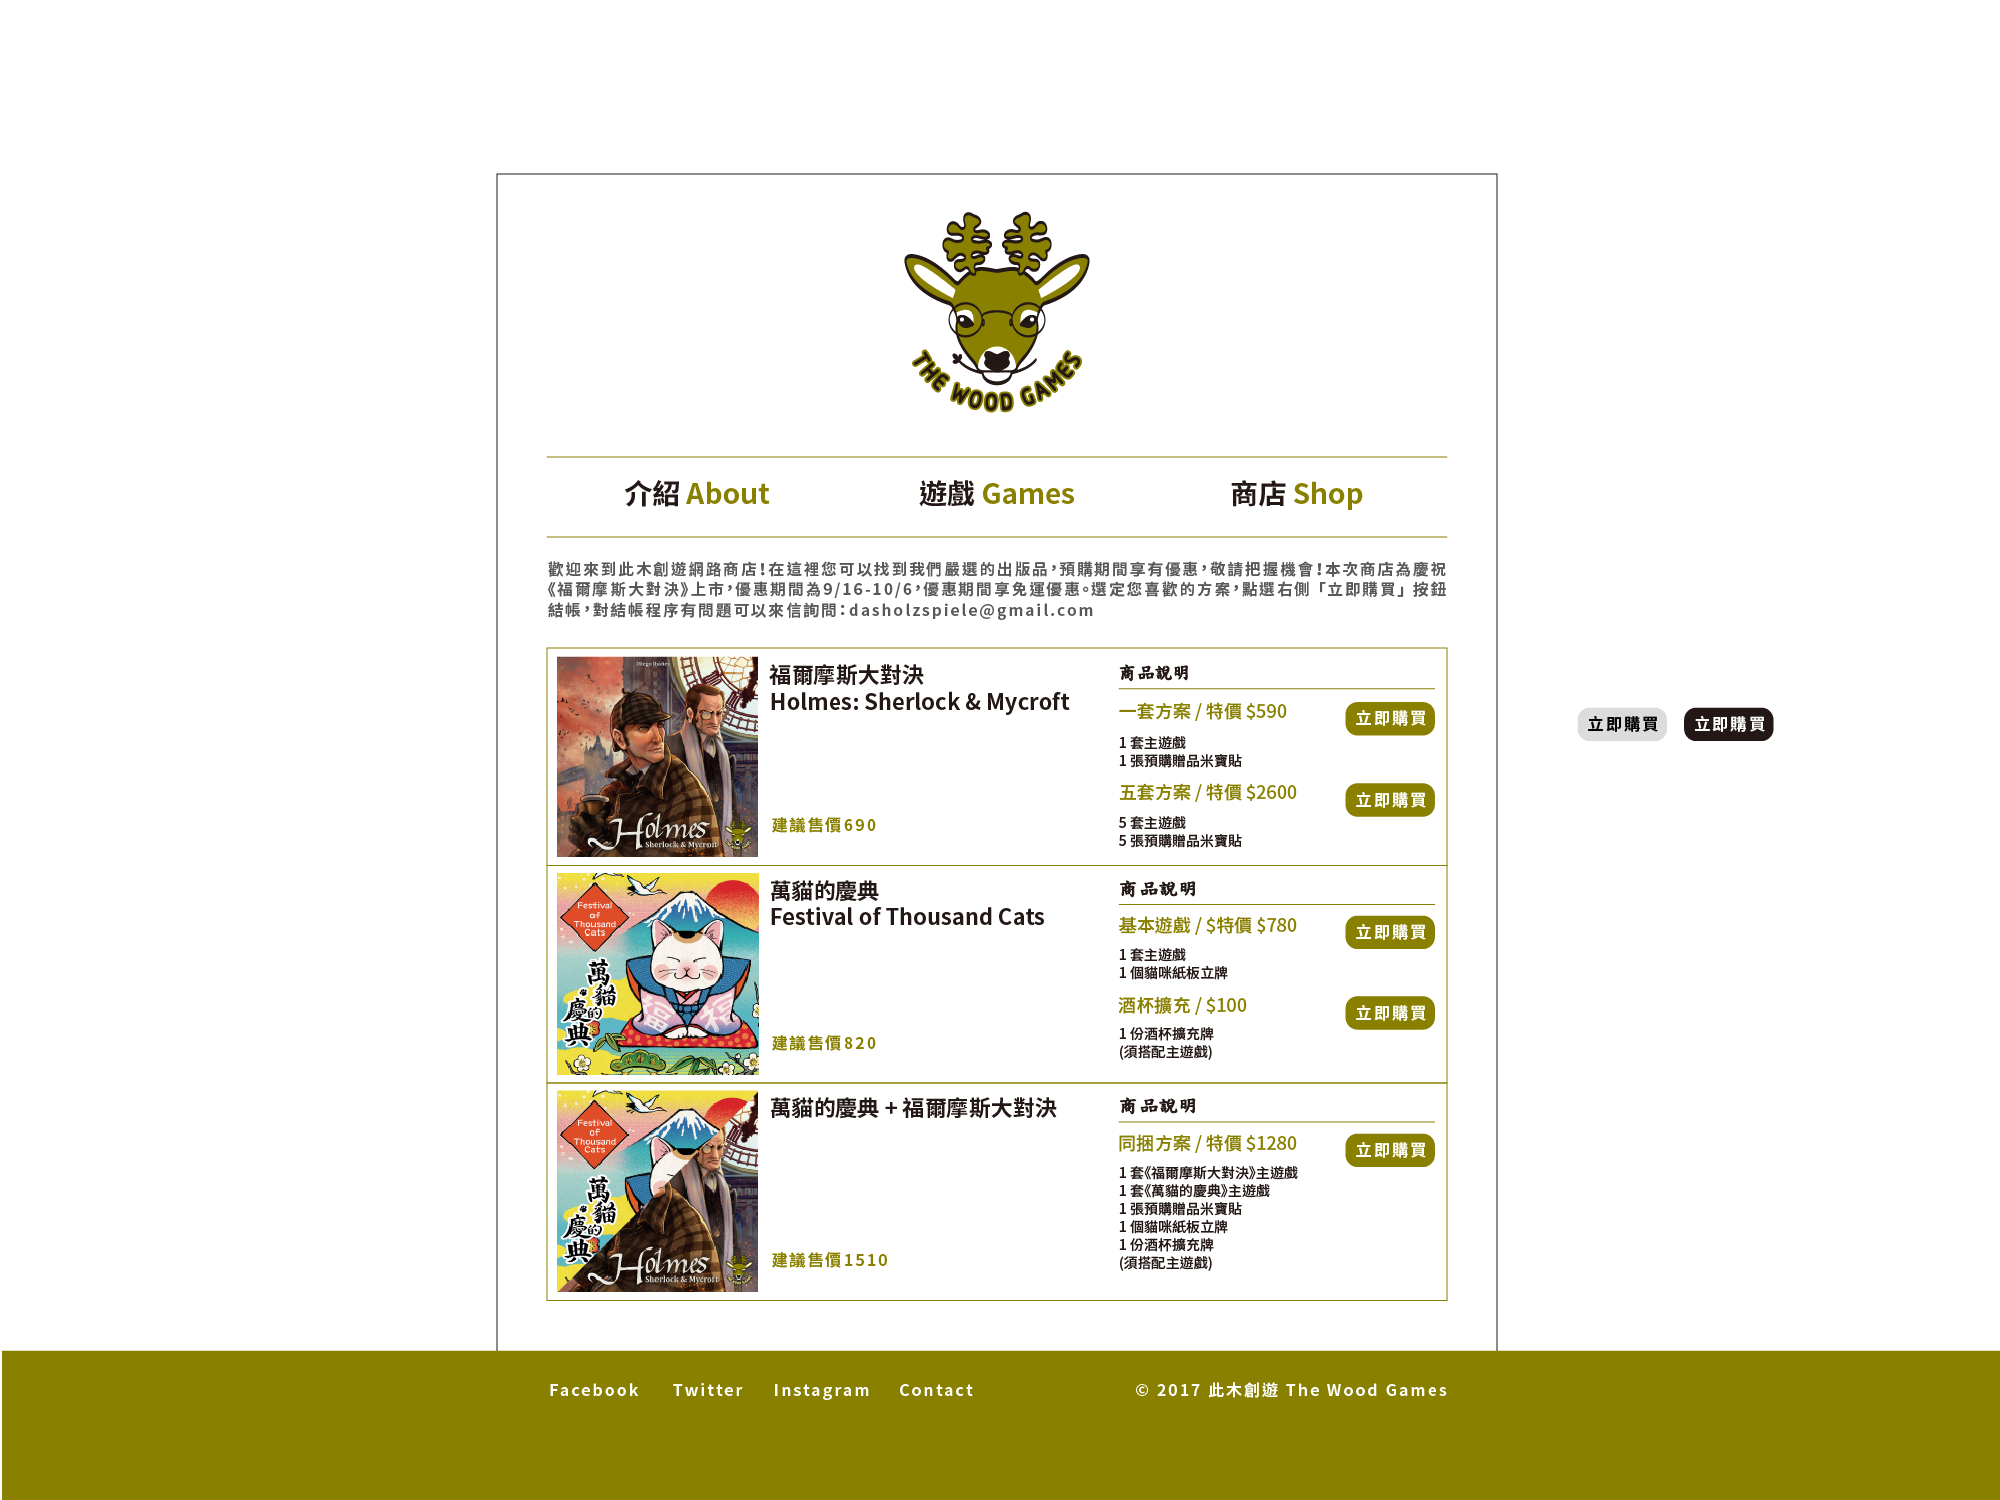 THE WOOD GAMES
介紹 About
遊戲 Games
商店 Shop
歡迎來到此木創遊網路商店！在這裡您可以找到我們嚴選的出版品，預購期間享有優惠，敬請把握機會！本次商店為慶祝
《福爾摩斯大對決》上市，優惠期間為9/16-10/6，優惠期間享免運優惠。選定您喜歡的方案，點選右側「立即購買」按鈕
結帳，對結帳程序有問題可以來信詢問：dasholzspiele@gmail.com
Diego Ibáñez
Holmes
Sherlock & Mycroft
福爾摩斯大對決
Holmes: Sherlock & Mycroft
建議售價690
商品說明
一套方案 / 特價 $590
立即購買
1 套主遊戲
1 張預購贈品米寶貼
五套方案 / 特價 $2600
立即購買
5 套主遊戲
5 張預購贈品米寶貼
立即購買
立即購買
Festival
of
Thousand
Cats
萬貓的慶典
福 福
萬貓的慶典
Festival of Thousand Cats
建議售價820
商品說明
基本遊戲 / $特價 $780
立即購買
1 套主遊戲
1 個貓咪紙板立牌
酒杯擴充 / $100
立即購買
1 份酒杯擴充牌
(須搭配主遊戲)
Festival
of
Thousand
Cats
萬貓的慶典
Holmes
Sherlock & Mycroft
萬貓的慶典 + 福爾摩斯大對決
建議售價1510
商品說明
同捆方案 / 特價 $1280
立即購買
1 套《福爾摩斯大對決》主遊戲
1 套《萬貓的慶典》主遊戲
1 張預購贈品米寶貼
1 個貓咪紙板立牌
1 份酒杯擴充牌
(須搭配主遊戲)
Facebook
Twitter
Instagram
Contact
© 2017 此木創遊 The Wood Games